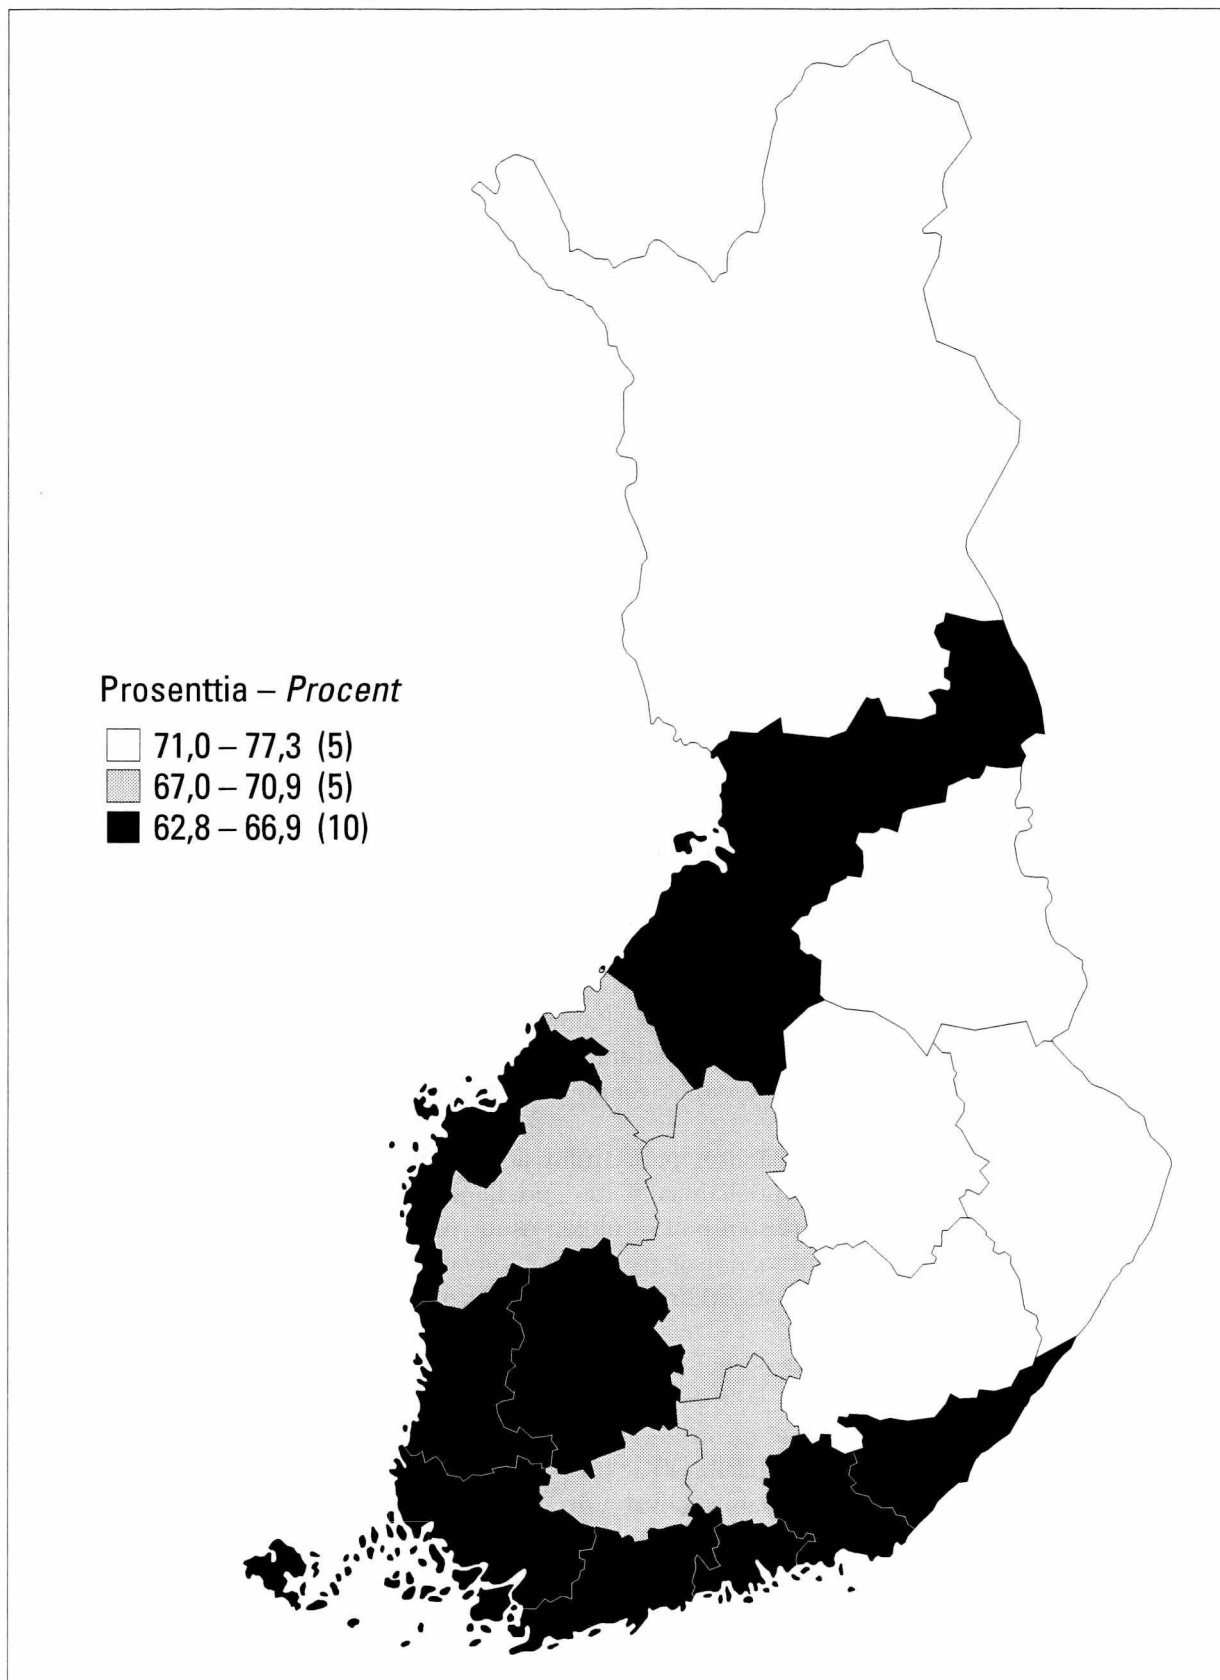 Prosenttia – Procent
71,0 – 77,3 (5)
67,0 – 70,9 (5)
62,8 – 66,9 (10)